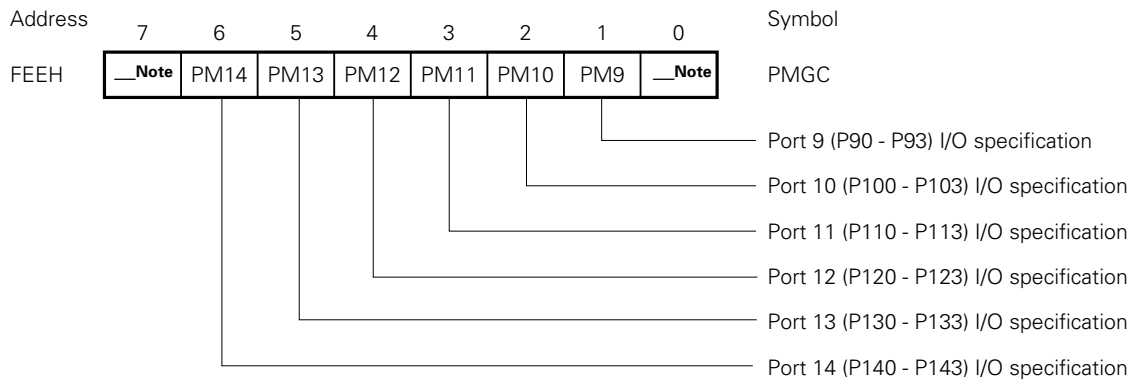 Address 7 6 5 4 3 2 1 0 Symbol
FEEH __Note PM14 PM13 PM12 PM11 PM10 PM9 __Note PMGC
Port 9 (P90 - P93) I/O specification
Port 10 (P100 - P103) I/O specification
Port 11 (P110 - P113) I/O specification
Port 12 (P120 - P123) I/O specification
Port 13 (P130 - P133) I/O specification
Port 14 (P140 - P143) I/O specification